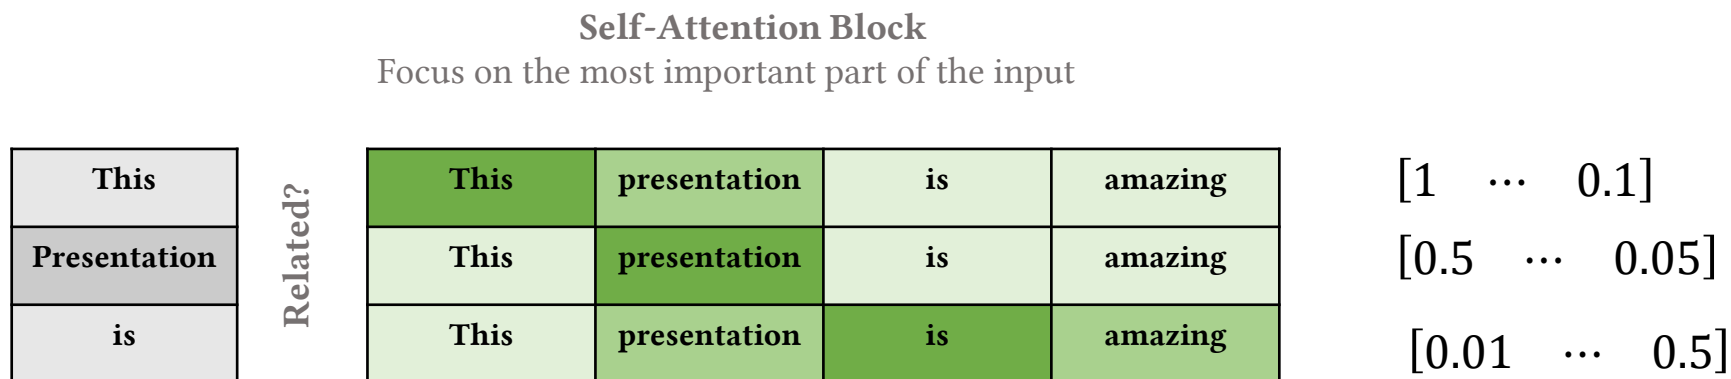 Self-Attention Block
Focus on the most important part of the input
Related?
This This presentation is amazing [1 ⋯ 0.1]
Presentation This presentation is amazing [0.5 ⋯ 0.05]
is This presentation is amazing [0.01 ⋯ 0.5]